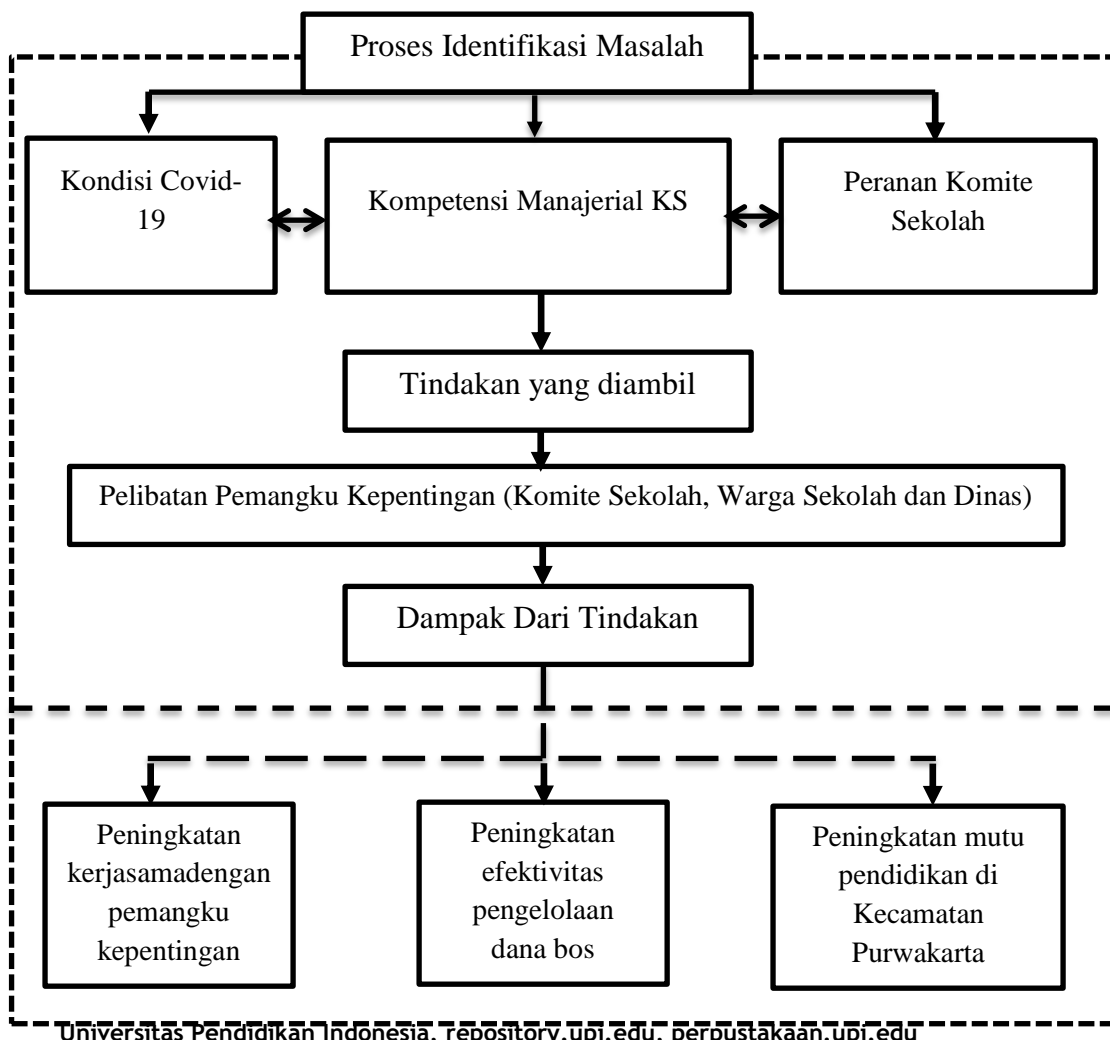 Proses Identifikasi Masalah
Kondisi Covid-
19
Kompetensi Manajerial KS
Peranan Komite
Sekolah
Tindakan yang diambil
Pelibatan Pemangku Kepentingan (Komite Sekolah, Warga Sekolah dan Dinas)
Dampak Dari Tindakan
Peningkatan
kerjasamadengan
pemangku
kepentingan
Peningkatan
efektivitas
pengelolaan
dana bos
Peningkatan mutu
pendidikan di
Kecamatan
Purwakarta
Universitas Pendidikan Indonesia. repository.upi.edu. perpustakaan.upi.edu